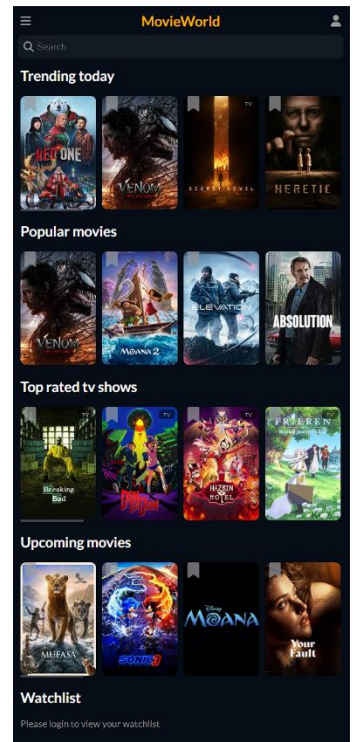 MovieWorld
Search
Trending today
RED ONE
VENOM
TV
SECRET LEVEL
HERETIC
Popular movies
VENOM
MOANA 2
ELEVATION
ABSOLUTION
Top rated tv shows
TV
Breaking
Bad
TV
TV
HAZBIN
HOTEL
TV
FRIEREN
Upcoming movies
MUFASA
SONIC 3
Disney
MOANA
Your
Fault
Watchlist
Please login to view your watchlist